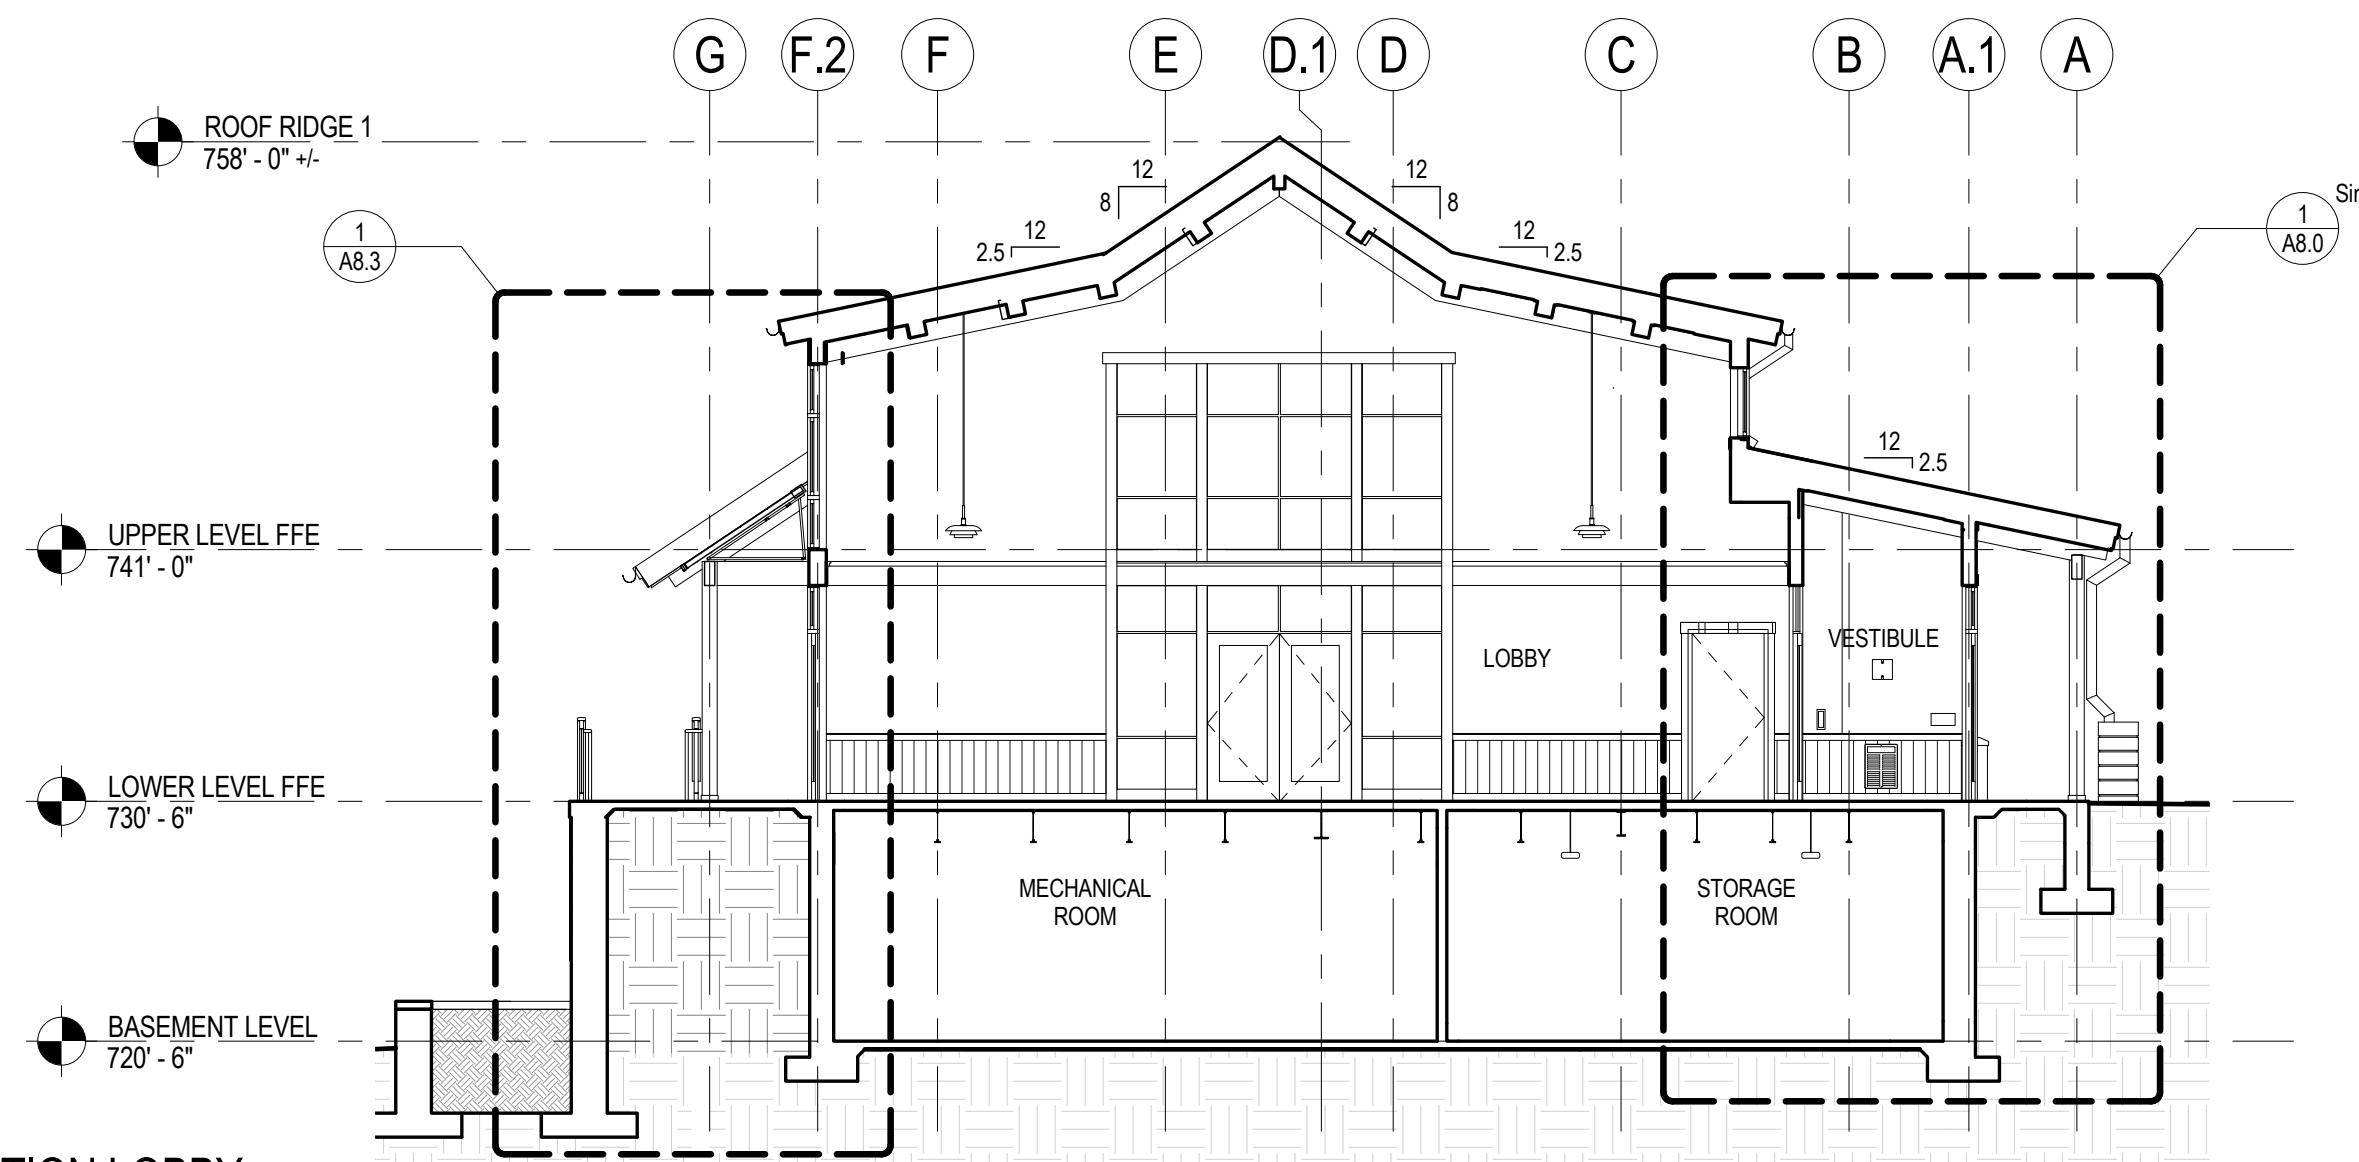 G
F.2
F
E
D.1
D
C
B
A.1
A
ROOF RIDGE 1
758' - 0" +/-
12
8
12
8
12
2.5
12
2.5
1
A8.3
1
A8.0
12
2.5
UPPER LEVEL FFE
741' - 0"
LOBBY
VESTIBULE
LOWER LEVEL FFE
730' - 6"
MECHANICAL
ROOM
STORAGE
ROOM
BASEMENT LEVEL
720' - 6"
LOBBY